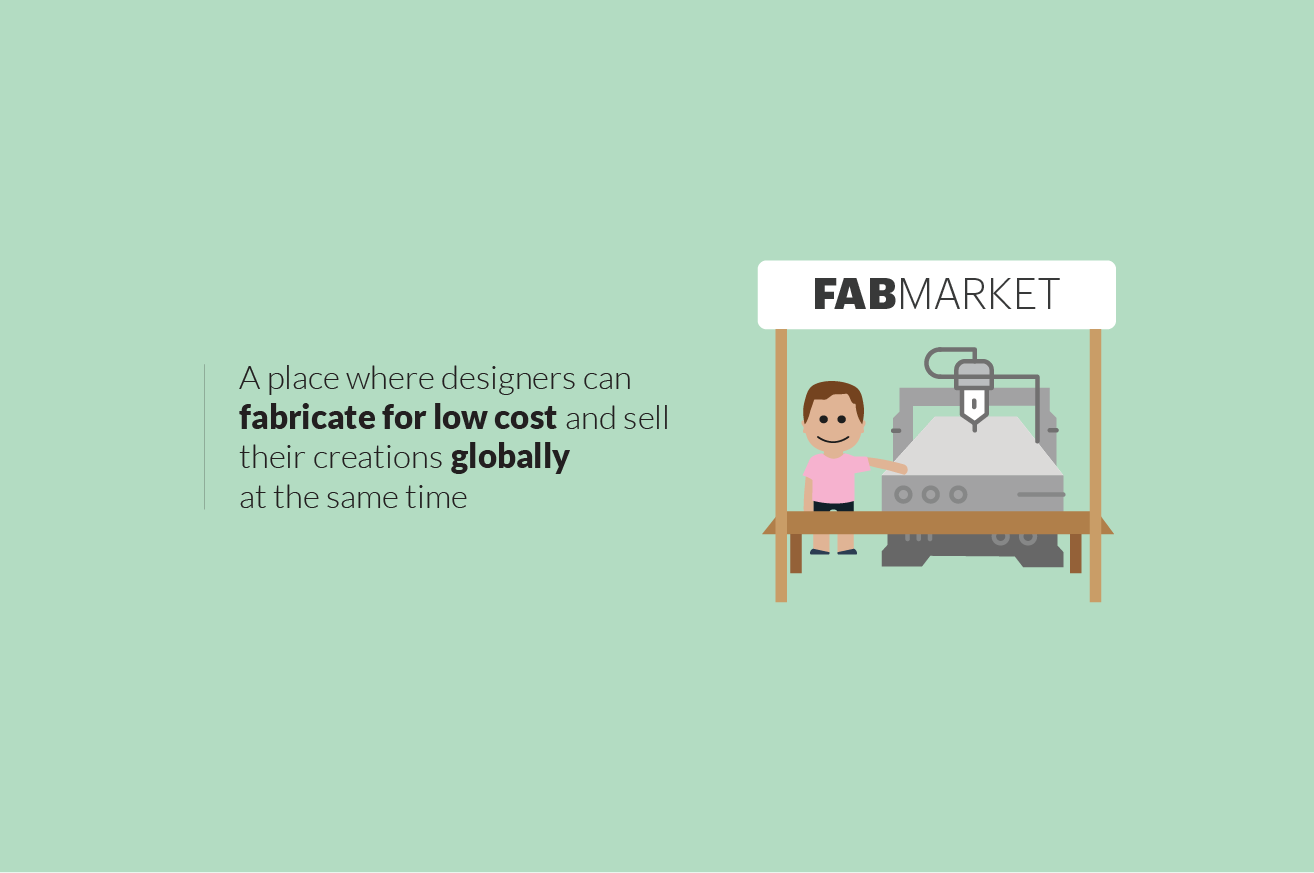 A place where designers can
fabricate for low cost and sell
their creations globally
at the same time
FABMARKET